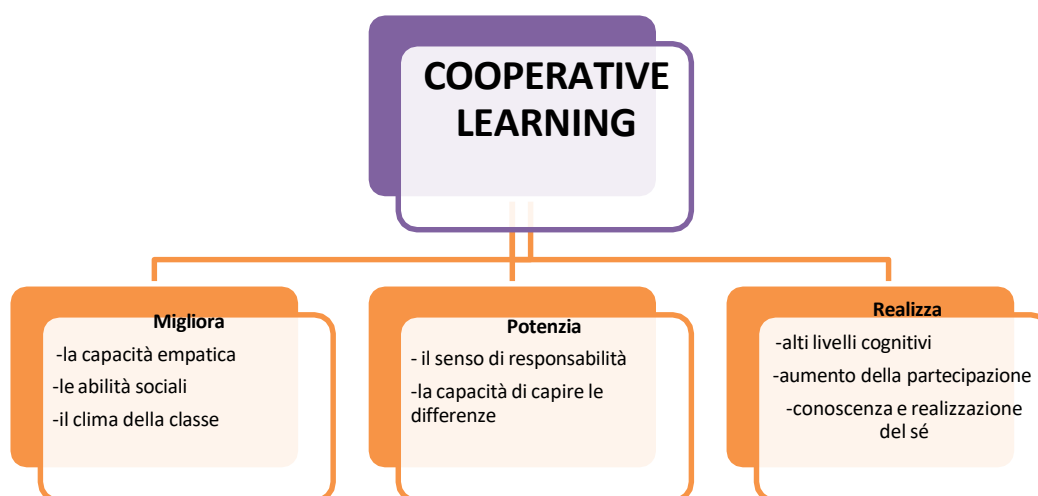 COOPERATIVE
LEARNING
Migliora
-la capacità empatica
-le abilità sociali
-il clima della classe
Potenzia
- il senso di responsabilità
-la capacità di capire le
differenze
Realizza
-alti livelli cognitivi
-aumento della partecipazione
-conoscenza e realizzazione
del sé